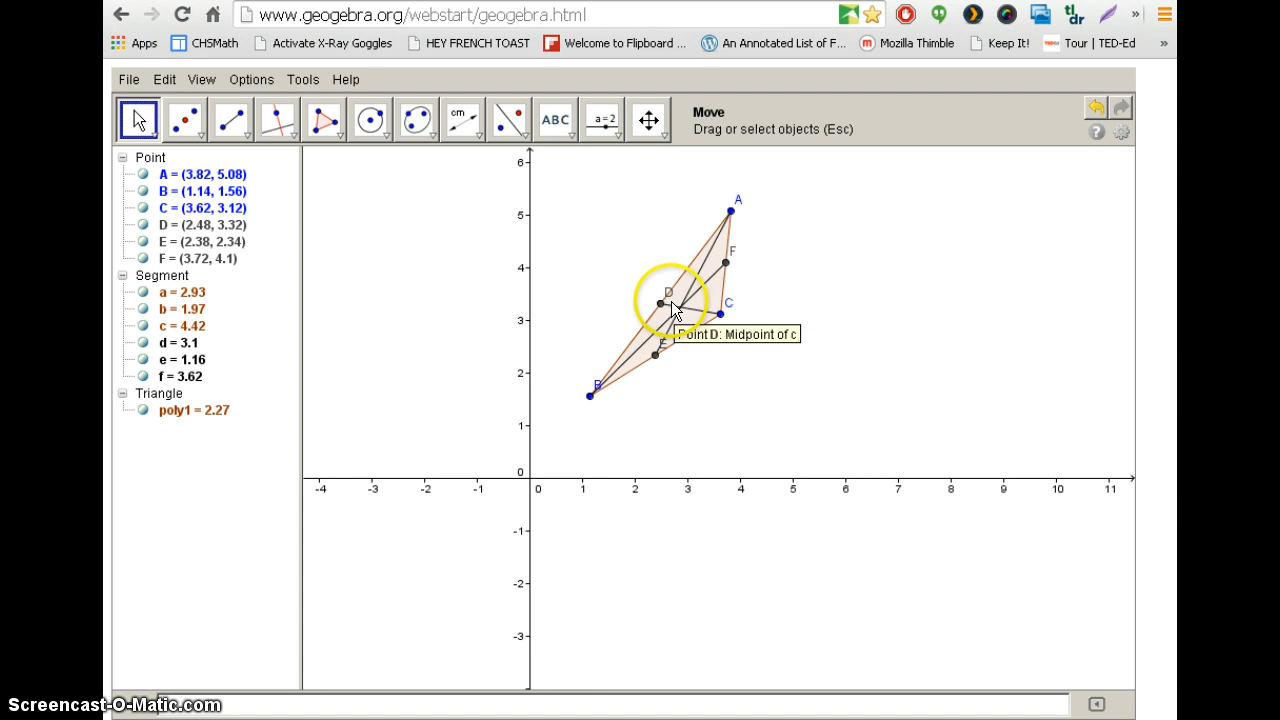 www.geogebra.org/webstart/geogebra.html
tl;dr
»
Apps CHSMath Activate X-Ray Goggles HEY FRENCH TOAST Welcome to Flipboard ... An Annotated List of F... Mozilla Thimble Keep It! Tour | TED-Ed »
File Edit View Options Tools Help
cm ABC a=2
Move
Drag or select objects (Esc)
?
Point
A = (3.82, 5.08)
B = (1.14, 1.56)
C = (3.62, 3.12)
D = (2.48, 3.32)
E = (2.38, 2.34)
F = (3.72, 4.1)
Segment
a = 2.93
b = 1.97
c = 4.42
d = 3.1
e = 1.16
f = 3.62
Triangle
poly1 = 2.27
6
A
5
F
4
D
C
3
Point D: Midpoint of c
E
2
B
1
0
-4 -3 -2 -1 0 1 2 3 4 5 6 7 8 9 10 11
-1
-2
-3
Screencast-O-Matic.com